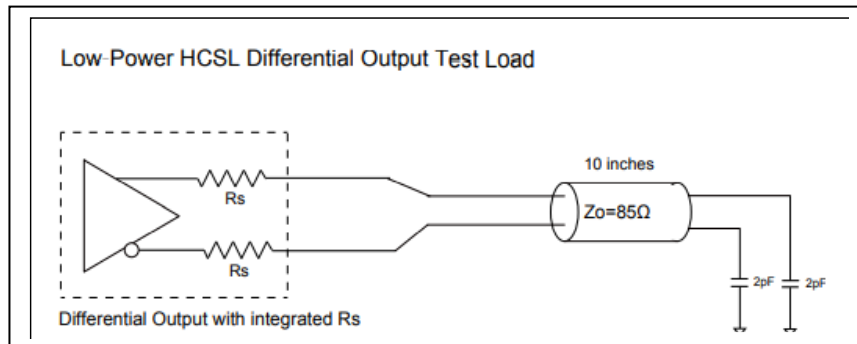 Low-Power HCSL Differential Output Test Load
10 inches
Rs
Zo=85Ω
Rs
2pF
2pF
Differential Output with integrated Rs